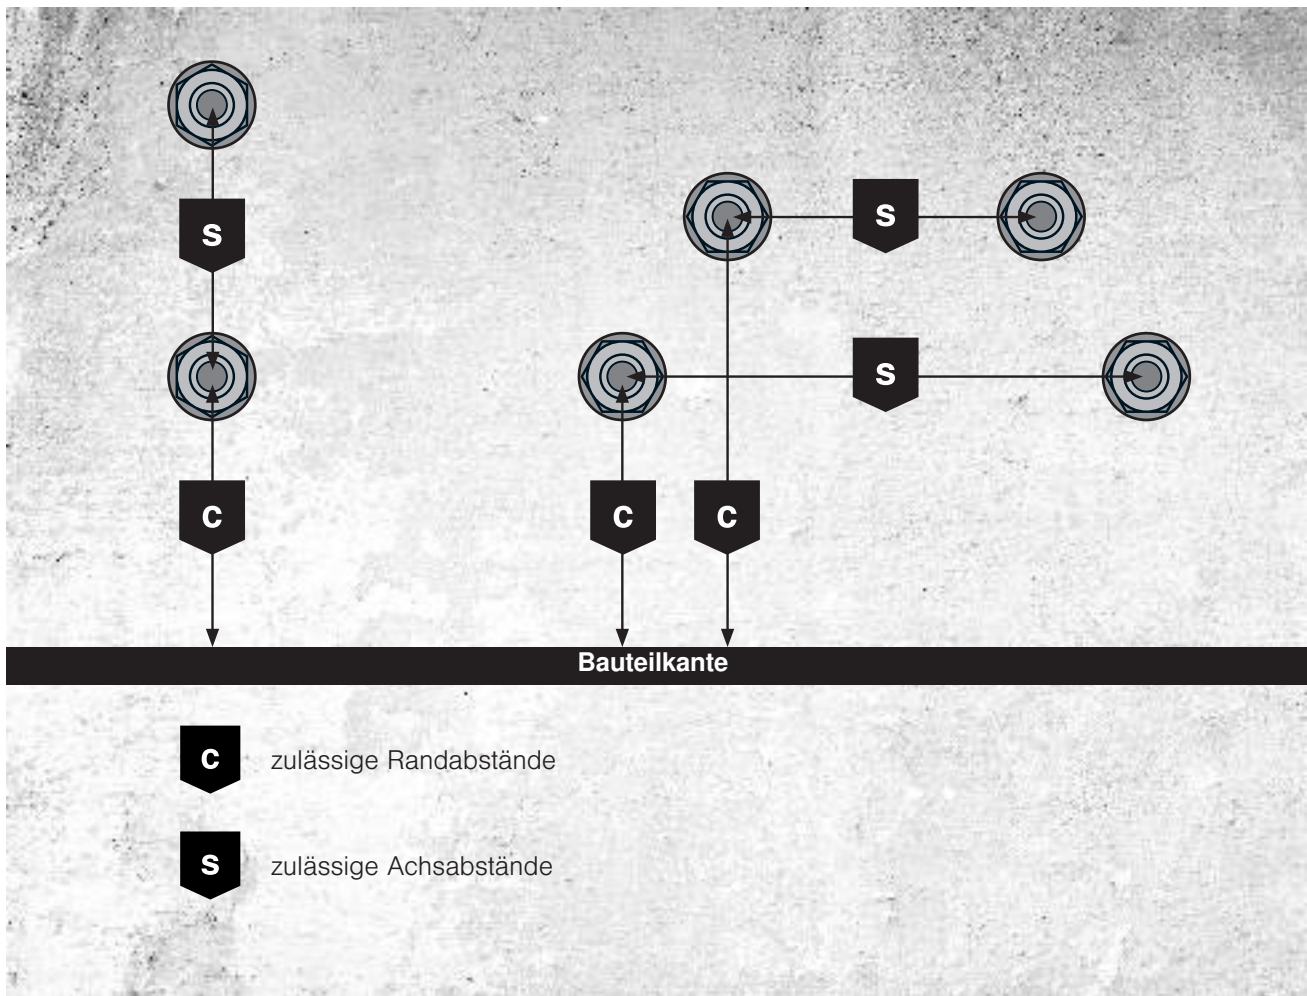 S
S
S
C
C
C
Bauteilkante
C
zulässige Randabstände
S
zulässige Achsabstände